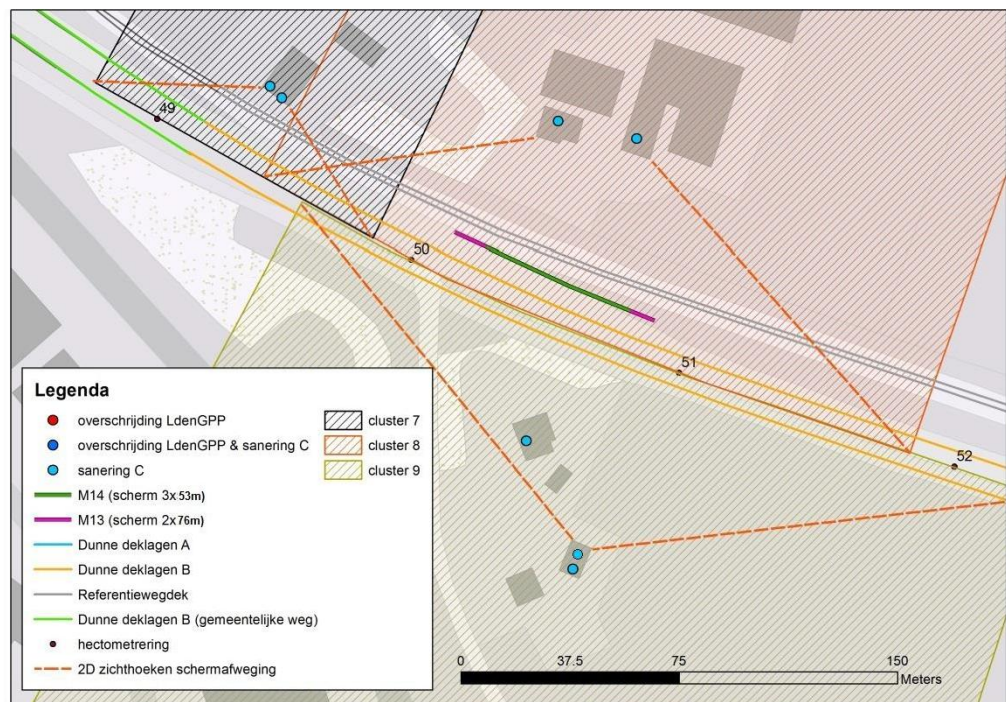 49
50
51
52
Legenda
overschrijding LdenGPP
overschrijding LdenGPP & sanering C
sanering C
M14 (scherm 3x 53m)
M13 (scherm 2x76m)
Dunne deklagen A
Dunne deklagen B
Referentiewegdek
Dunne deklagen B (gemeentelijke weg)
hectometrering
2D zichthoeken schermafweging
cluster 7
cluster 8
cluster 9
0 37.5 75 150
Meters